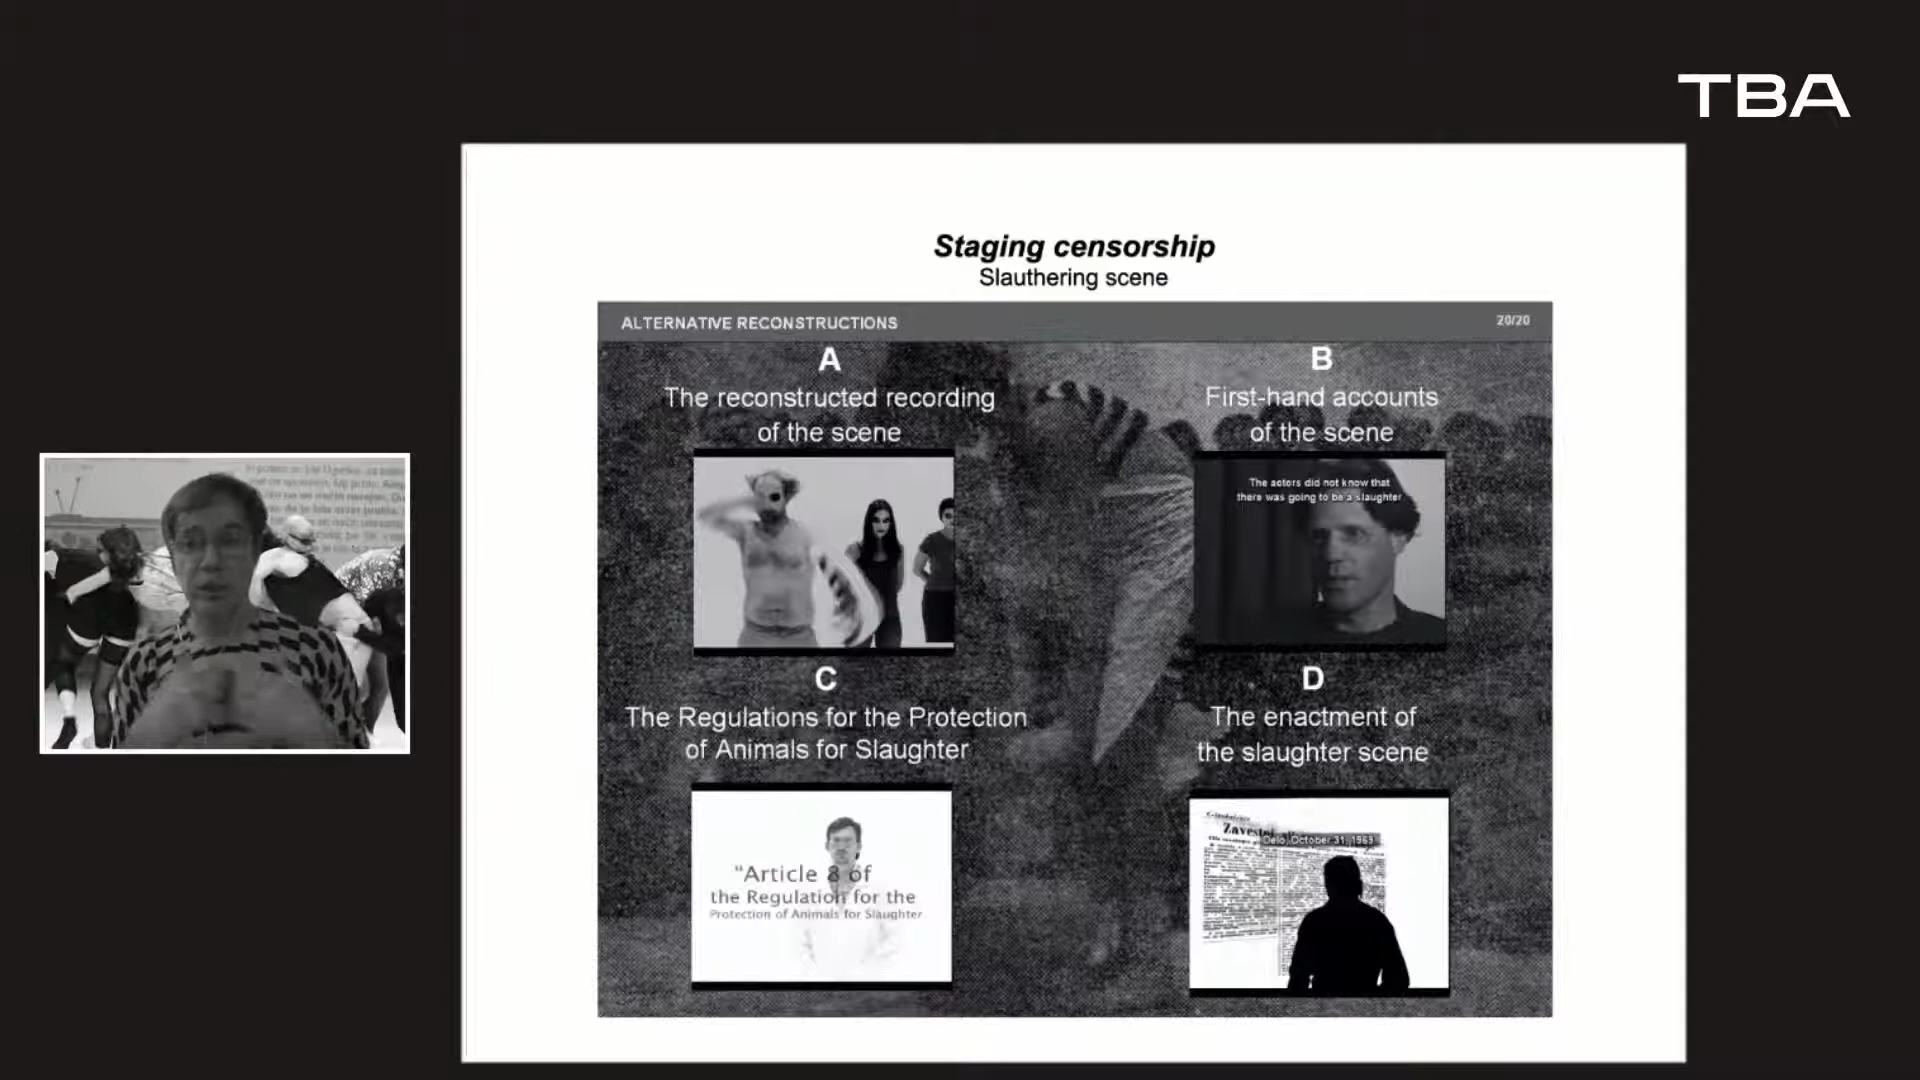 TBA
Staging censorship
Slauthering scene
ALTERNATIVE RECONSTRUCTIONS
20/20
A
The reconstructed recording
of the scene
B
First-hand accounts
of the scene
The actors did not know that
there was going to be a slaughter
C
The Regulations for the Protection
of Animals for Slaughter
D
The enactment of
the slaughter scene
"Article 8 of
the Regulation for the
Protection of Animals for Slaughter
Delo, October 31, 1969